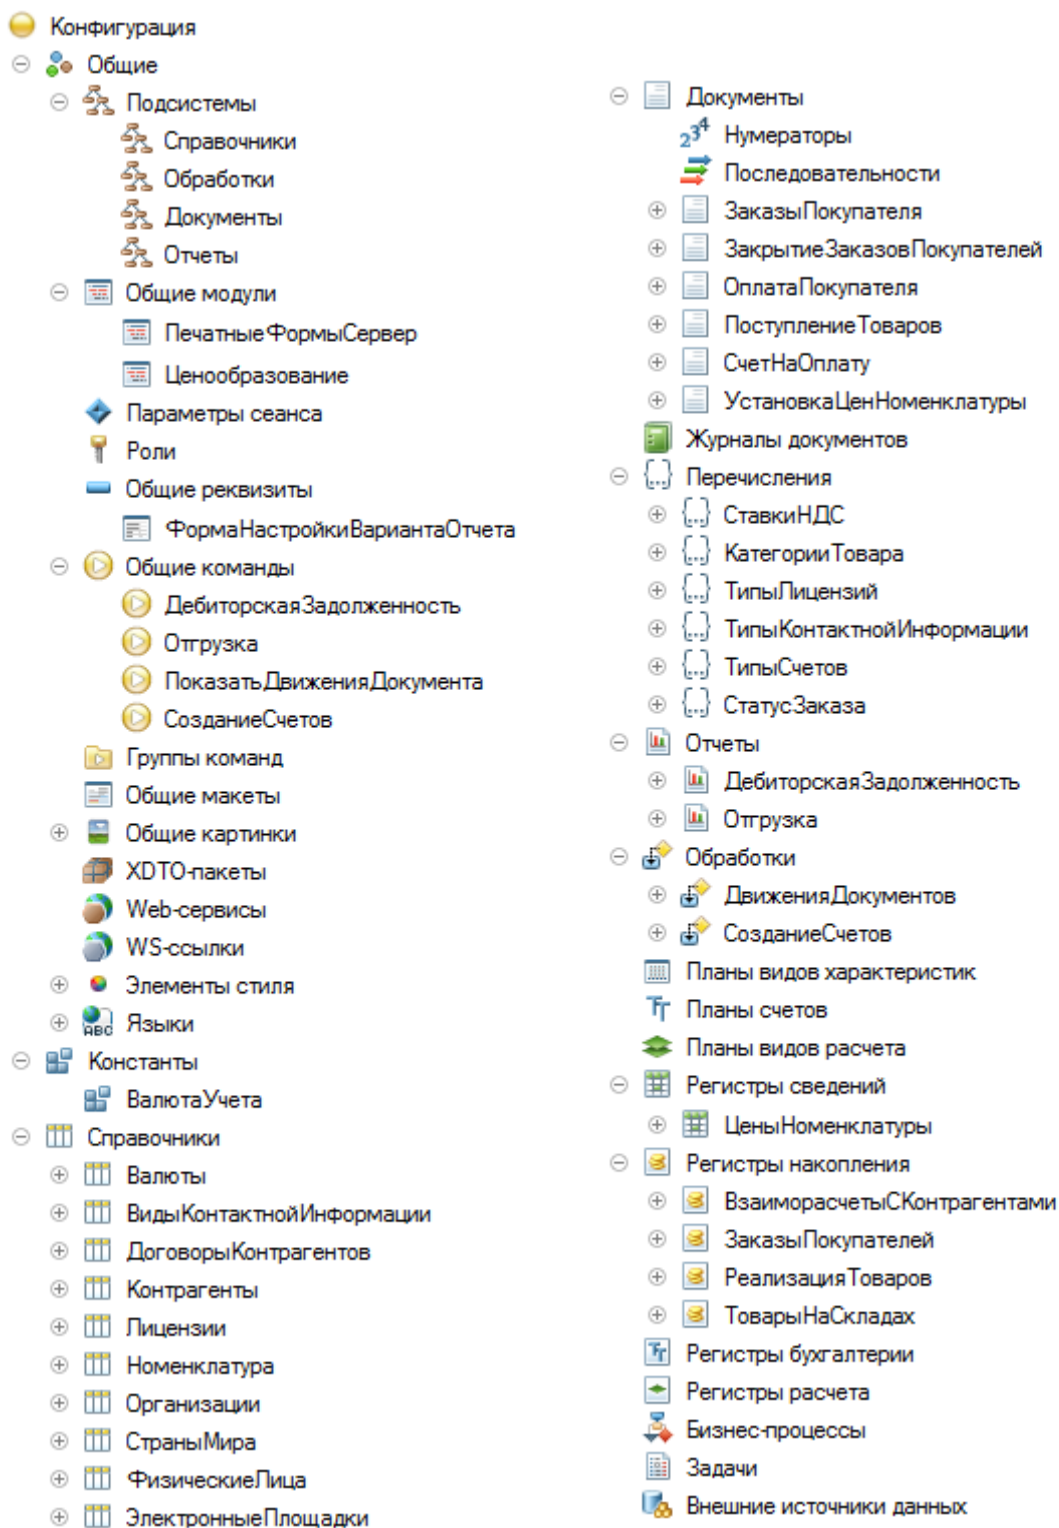 Конфигурация
Общие
Подсистемы
Справочники
Обработки
Документы
Отчеты
Общие модули
ПечатныеФормыСервер
Ценообразование
Параметры сеанса
Роли
Общие реквизиты
ФормаНастройкиВариантаОтчета
Общие команды
ДебиторскаяЗадолженность
Отгрузка
ПоказатьДвиженияДокумента
СозданиеСчетов
Группы команд
Общие макеты
Общие картинки
XDTO-пакеты
Web-сервисы
WS-ссылки
Элементы стиля
Языки
Константы
ВалютаУчета
Справочники
Валюты
ВидыКонтактнойИнформации
ДоговорыКонтрагентов
Контрагенты
Лицензии
Номенклатура
Организации
СтраныМира
ФизическиеЛица
ЭлектронныеПлощадки
Документы
Нумераторы
Последовательности
ЗаказыПокупателя
ЗакрытиеЗаказовПокупателей
ОплатаПокупателя
ПоступлениеТоваров
СчетНаОплату
УстановкаЦенНоменклатуры
Журналы документов
Перечисления
СтавкиНДС
КатегорииТовара
ТипыЛицензий
ТипыКонтактнойИнформации
ТипыСчетов
СтатусЗаказа
Отчеты
ДебиторскаяЗадолженность
Отгрузка
Обработки
ДвиженияДокументов
СозданиеСчетов
Планы видов характеристик
Планы счетов
Планы видов расчета
Регистры сведений
ЦеныНоменклатуры
Регистры накопления
ВзаиморасчетыСКонтрагентами
ЗаказыПокупателей
РеализацияТоваров
ТоварыНаСкладах
Регистры бухгалтерии
Регистры расчета
Бизнес-процессы
Задачи
Внешние источники данных